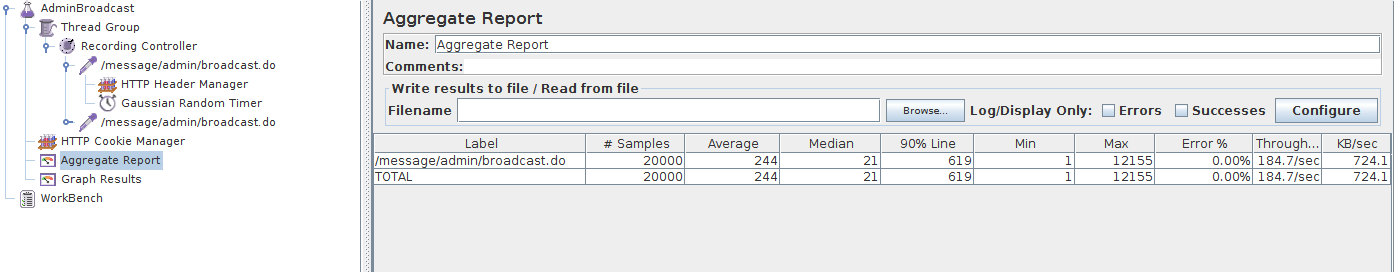 AdminBroadcast
Thread Group
Recording Controller
/message/admin/broadcast.do
HTTP Header Manager
Gaussian Random Timer
/message/admin/broadcast.do
HTTP Cookie Manager
Aggregate Report
Graph Results
WorkBench
Aggregate Report
Name: Aggregate Report
Comments:
Write results to file / Read from file
Filename Browse... Log/Display Only: Errors Successes Configure
Label # Samples Average Median 90% Line Min Max Error % Through... KB/sec
/message/admin/broadcast.do 20000 244 21 619 1 12155 0.00% 184.7/sec 724.1
TOTAL 20000 244 21 619 1 12155 0.00% 184.7/sec 724.1